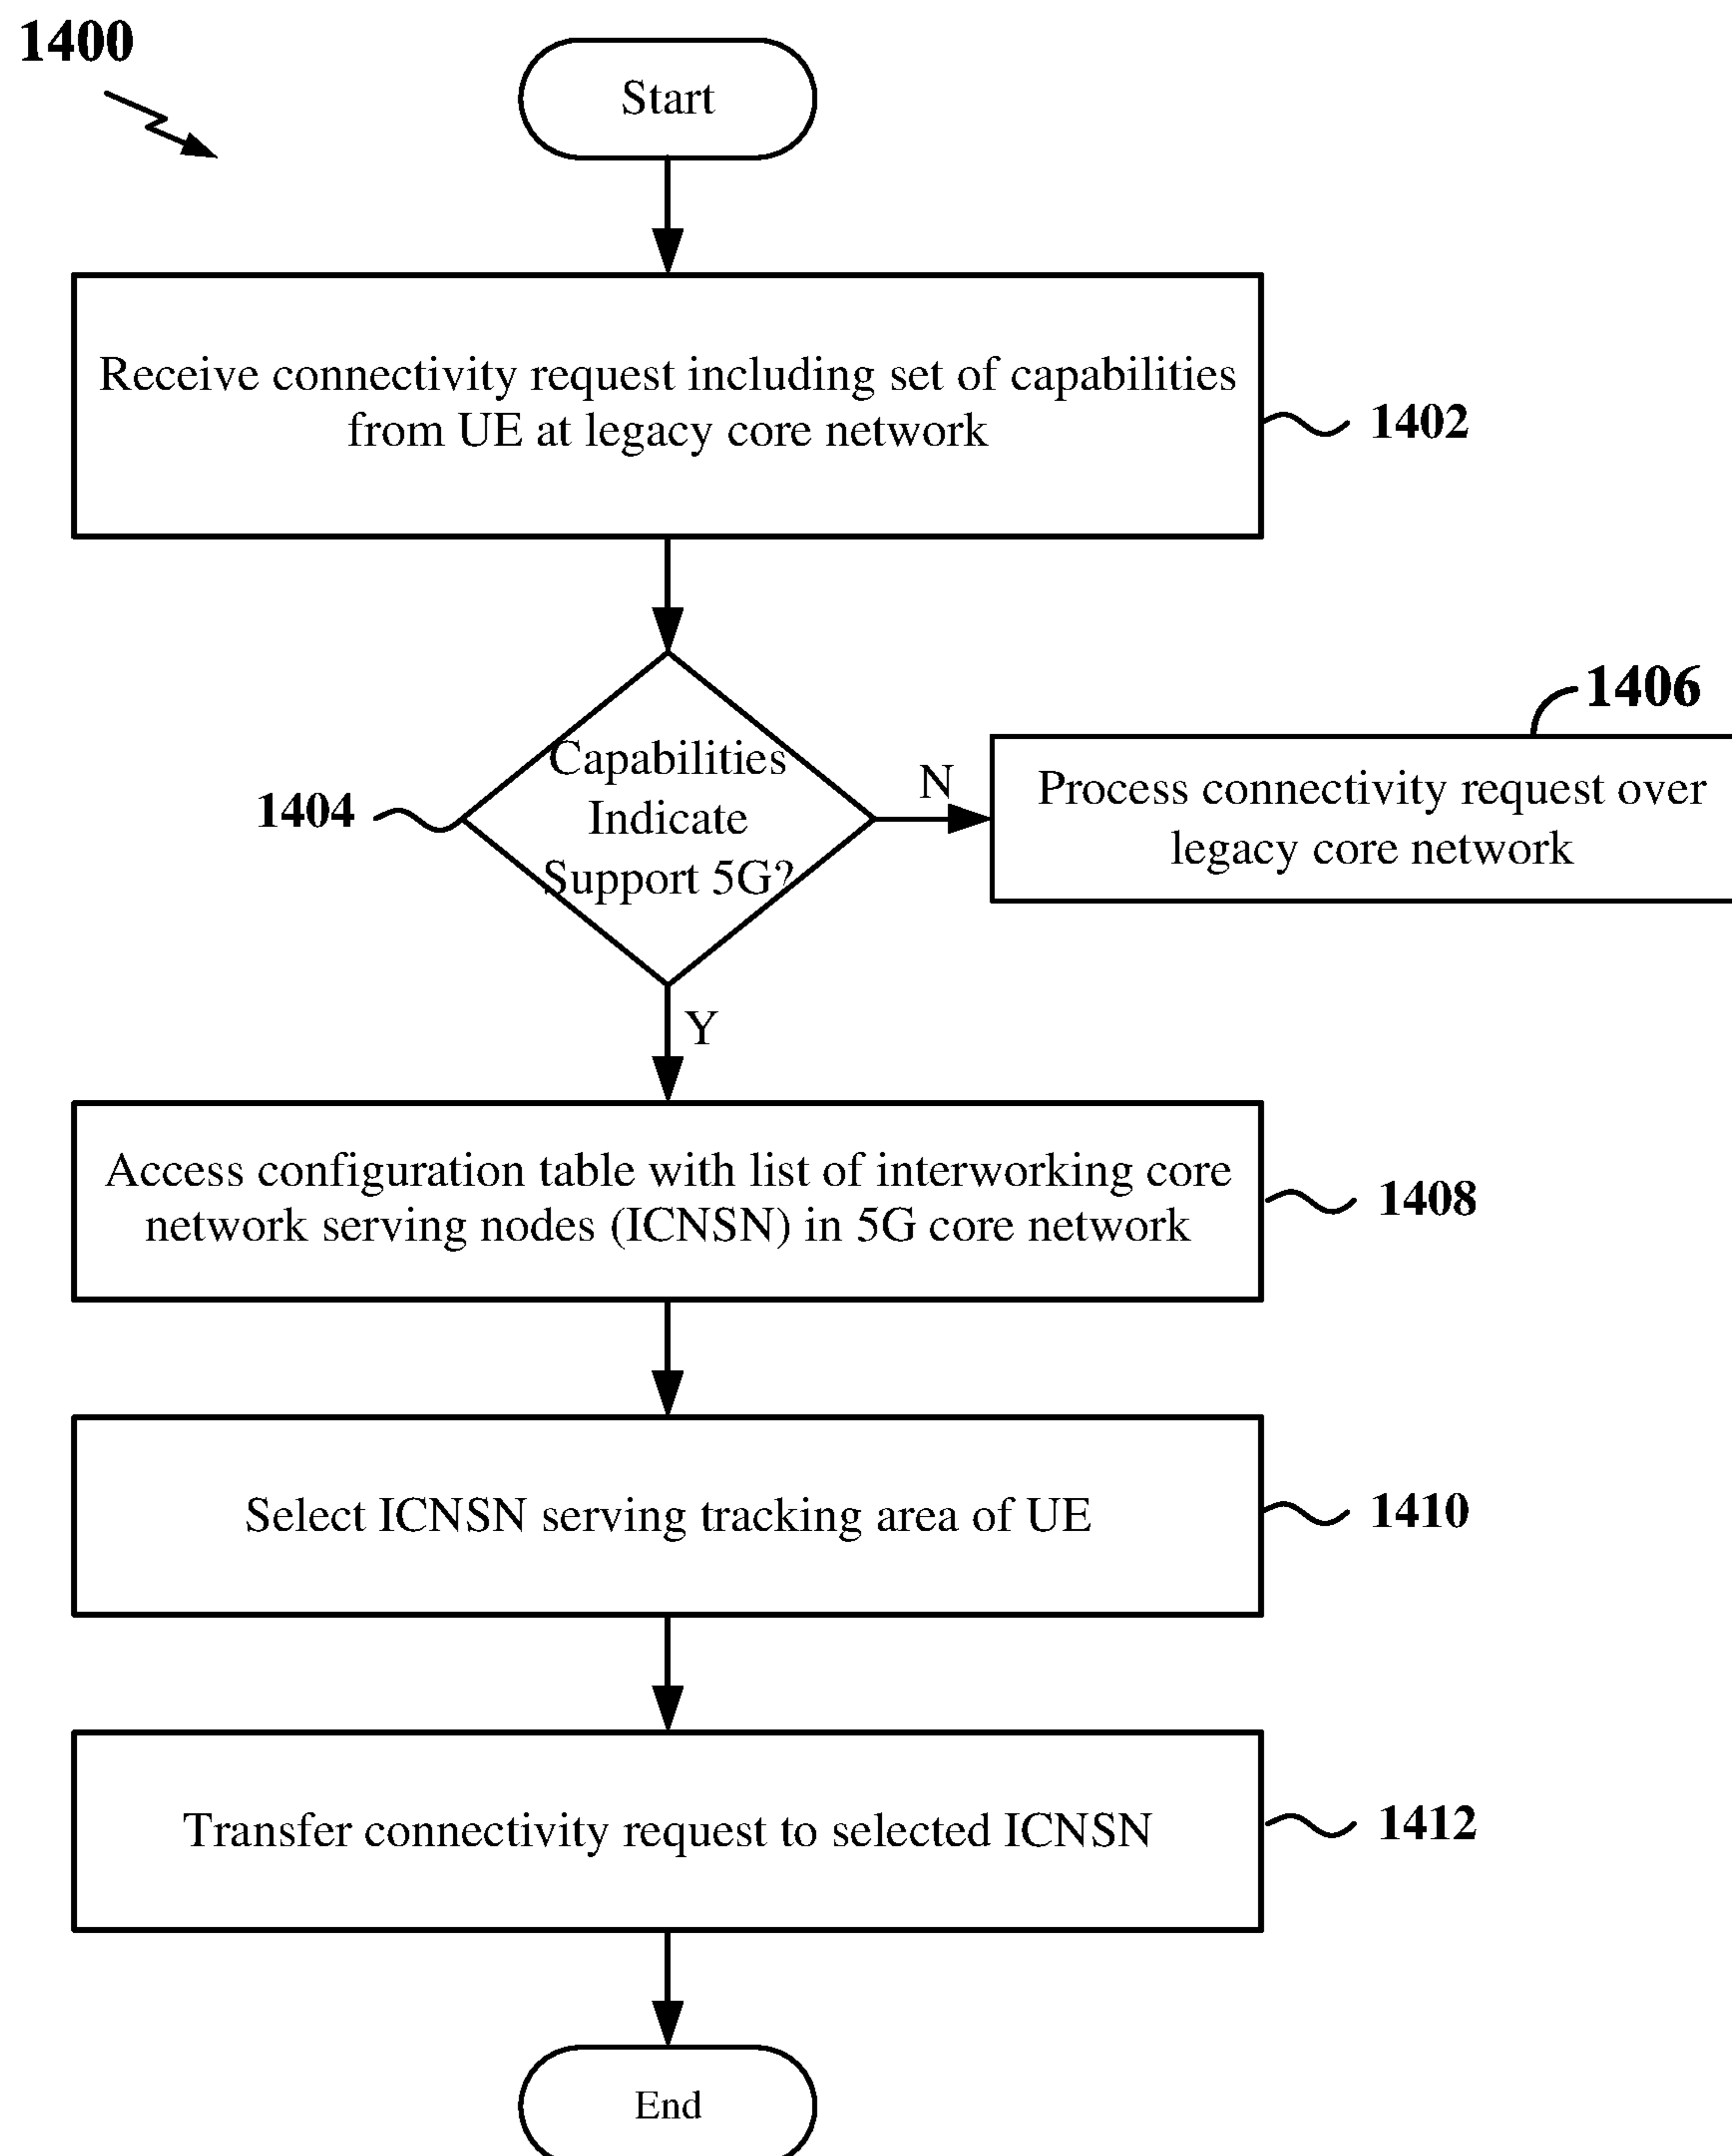 1400
Start
Receive connectivity request including set of capabilities
from UE at legacy core network
1402
Capabilities
Indicate
Support 5G?
1404
N
1406
Process connectivity request over
legacy core network
Y
Access configuration table with list of interworking core
network serving nodes (ICNSN) in 5G core network
1408
Select ICNSN serving tracking area of UE
1410
Transfer connectivity request to selected ICNSN
1412
End